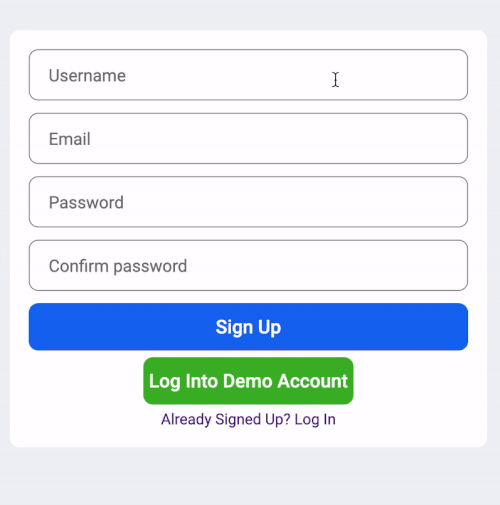 Username
Email
Password
Confirm password
Sign Up
Log Into Demo Account
Already Signed Up? Log In